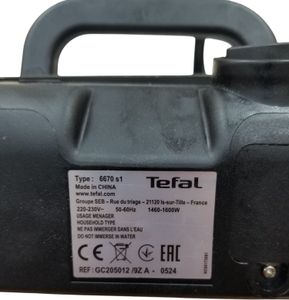 Type : 6670 s1
Made in CHINA
www.tefal.com
Tefal
Groupe SEB – Rue du triage – 21120 Is-sur-Tille – France
220-230V~ 50-60Hz 1460-1600W
USAGE MENAGER
HOUSEHOLD TYPE
NE PAS IMMERGER DANS L'EAU
DO NOT IMMERSE IN WATER
CE EAC
REF: GC205012 /9Z A - 0524